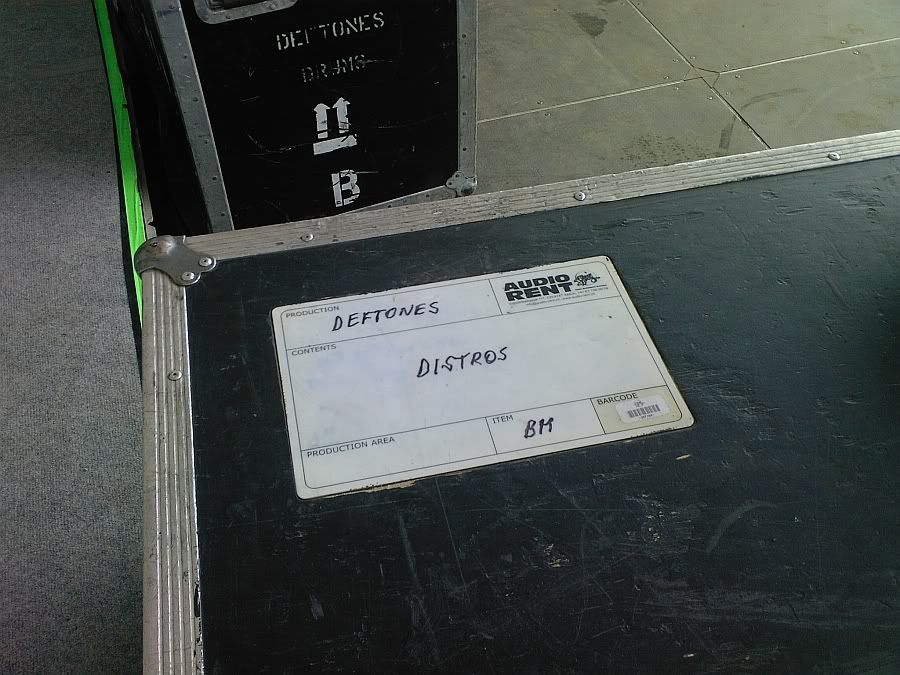 DEFTONES
DRUMS
B
AUDIO
RENT
PRODUCTION
DEFTONES
CONTENTS
DISTROS
PRODUCTION AREA
ITEM
BM
BARCODE